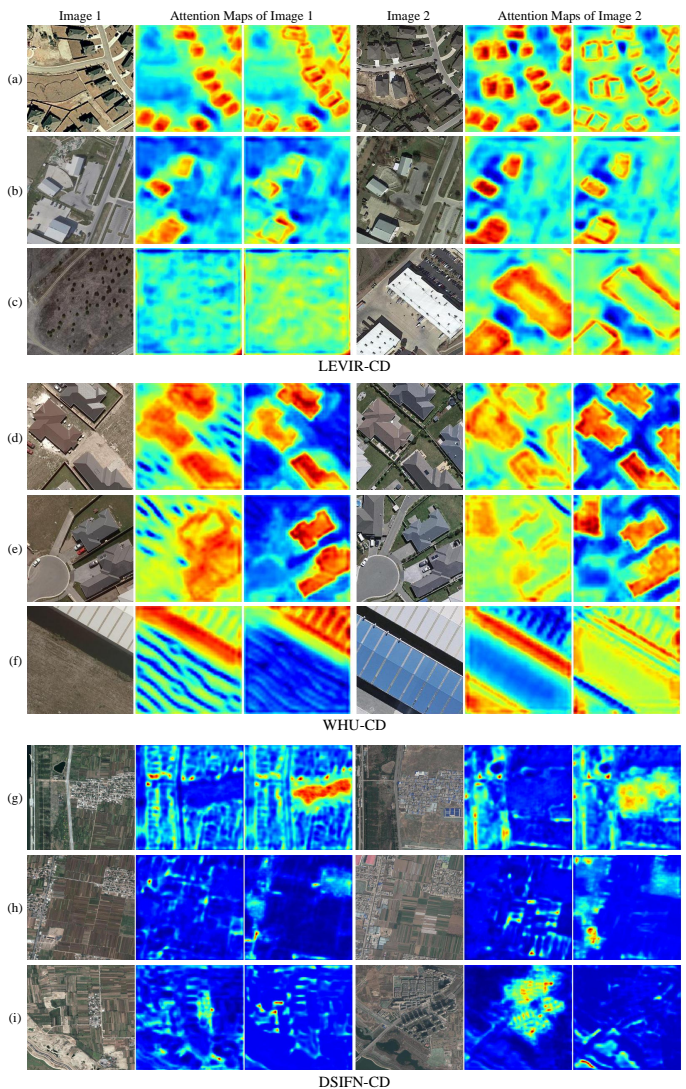 Image 1 Attention Maps of Image 1 Image 2 Attention Maps of Image 2
(a)
(b)
(c)
LEVIR-CD
(d)
(e)
(f)
WHU-CD
(g)
(h)
(i)
DSIFN-CD